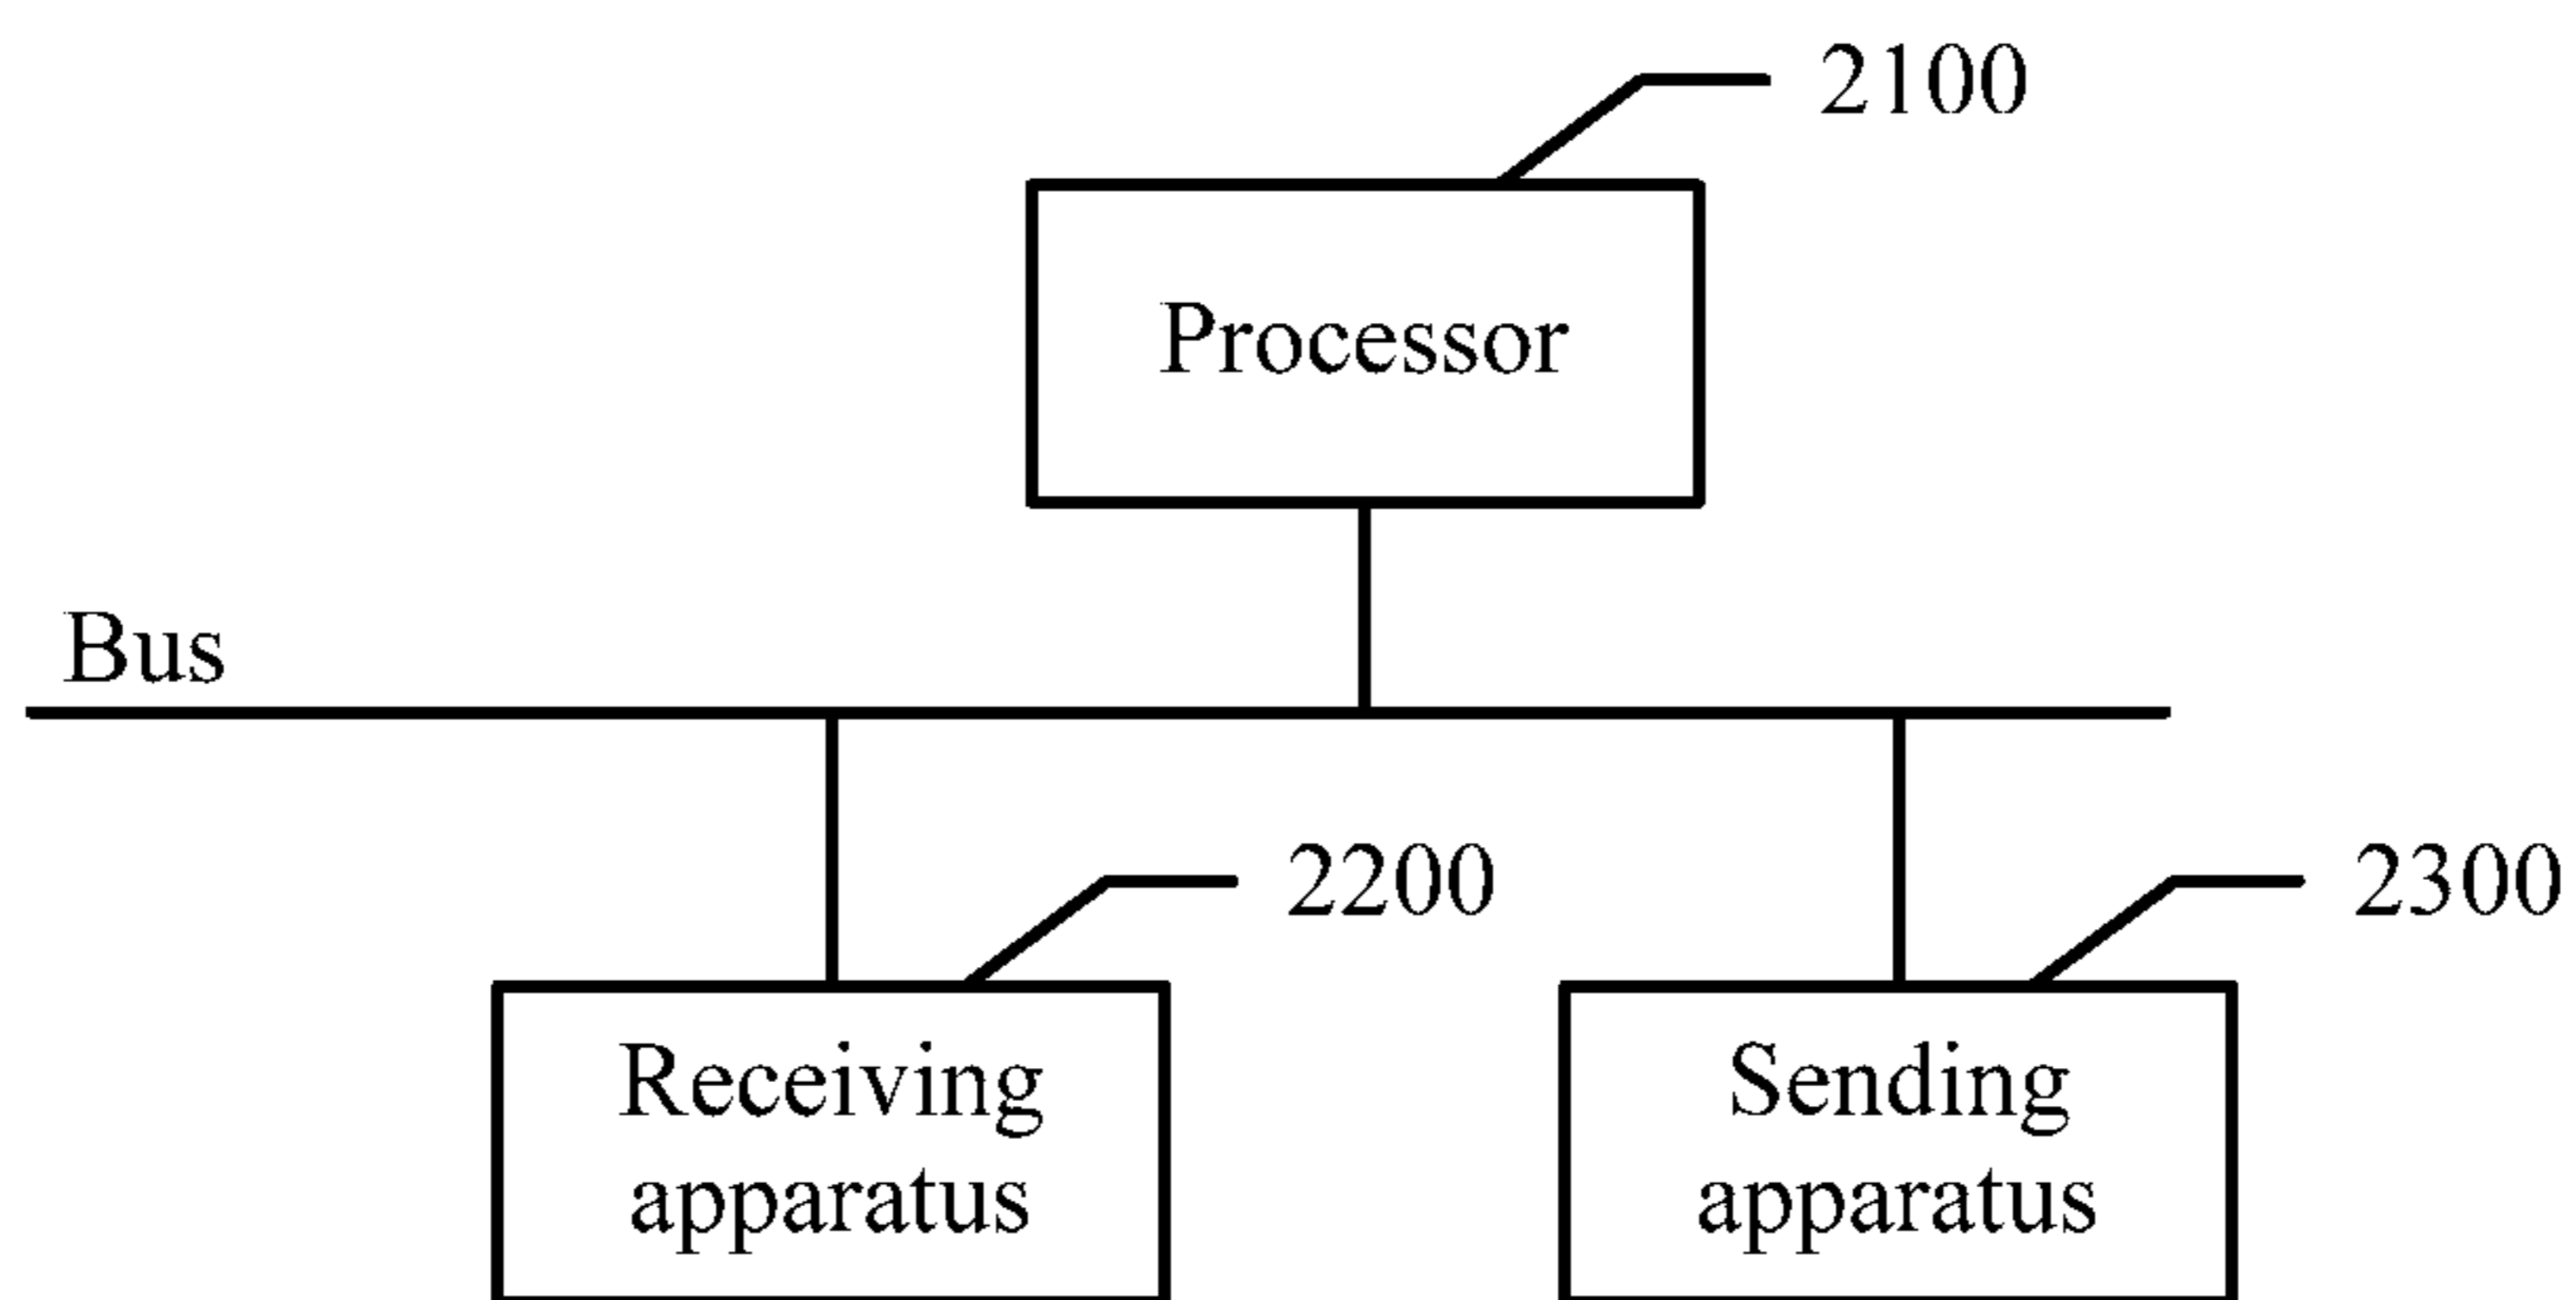 2100
Processor
Bus
2200
2300
Receiving
apparatus
Sending
apparatus